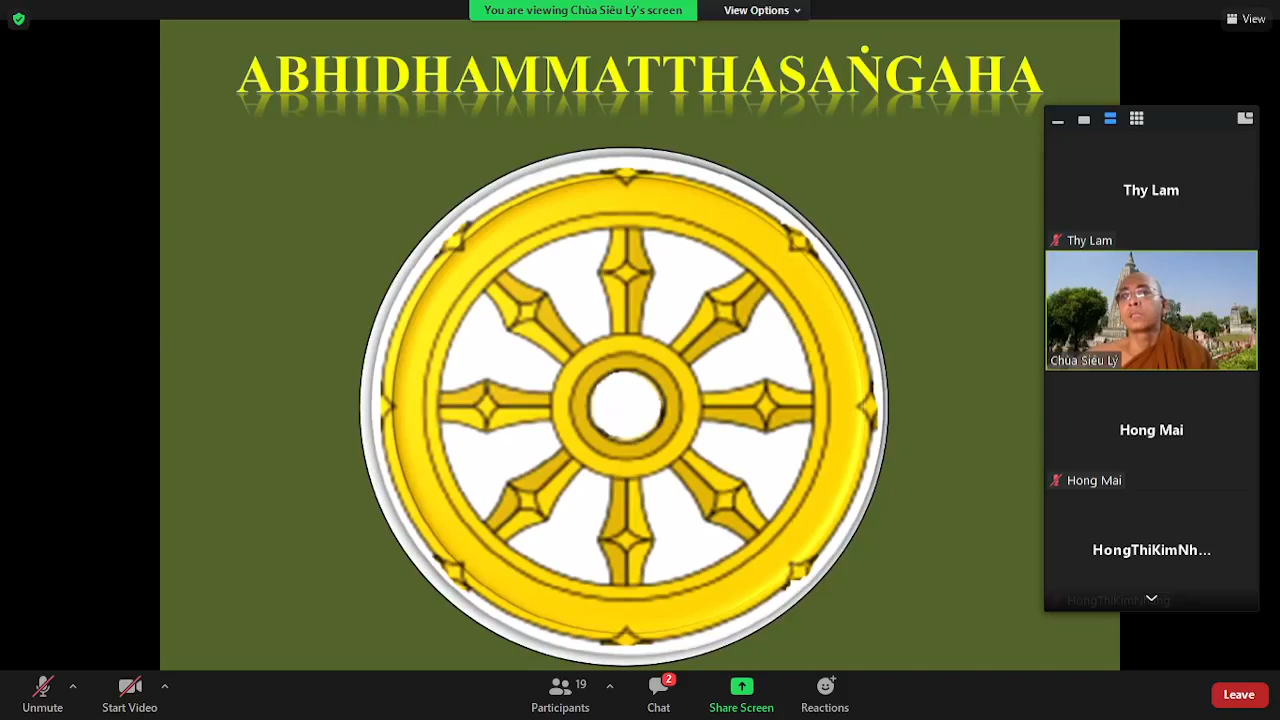 You are viewing Chùa Siêu Lý's screen
View Options
View
ABHIDHAMMATTHASAṄGAHA
Thy Lam
Thy Lam
Chùa Siêu Lý
Hong Mai
Hong Mai
HongThiKimNh...
HongThiKimNhung
Unmute
Start Video
Participants
19
Chat
2
Share Screen
Reactions
Leave